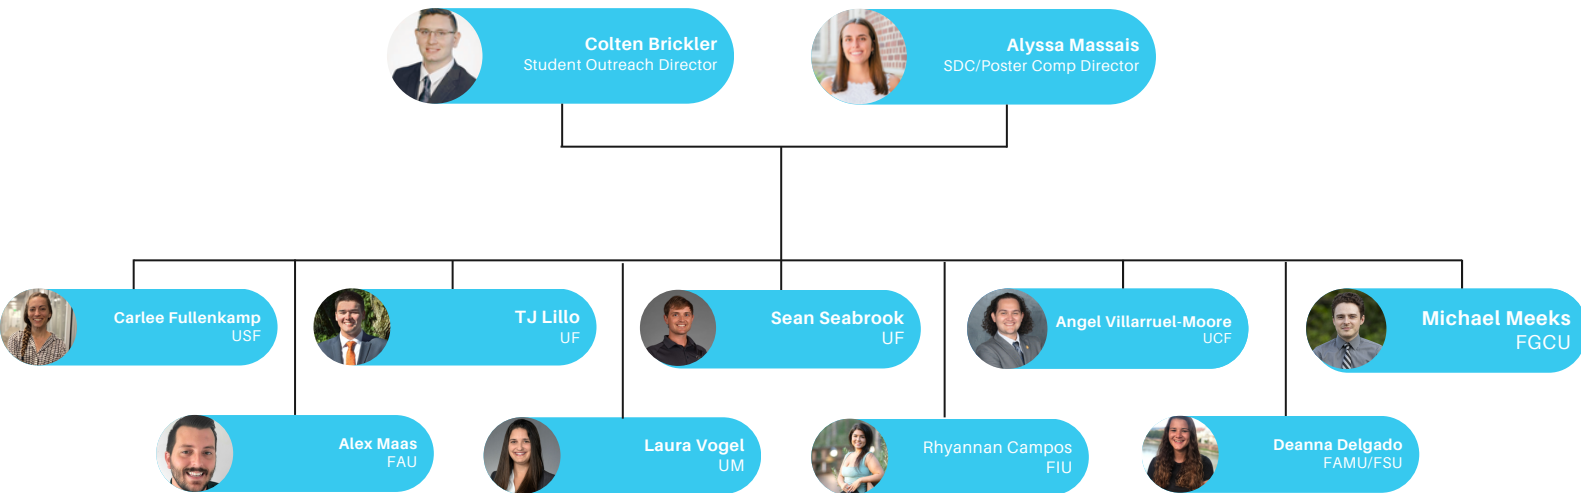 Colten Brickler
Student Outreach Director
Alyssa Massais
SDC/Poster Comp Director
Carlee Fullenkamp
USF
TJ Lillo
UF
Sean Seabrook
UF
Angel Villarruel-Moore
UCF
Michael Meeks
FGCU
Alex Maas
FAU
Laura Vogel
UM
Rhyannan Campos
FIU
Deanna Delgado
FAMU/FSU